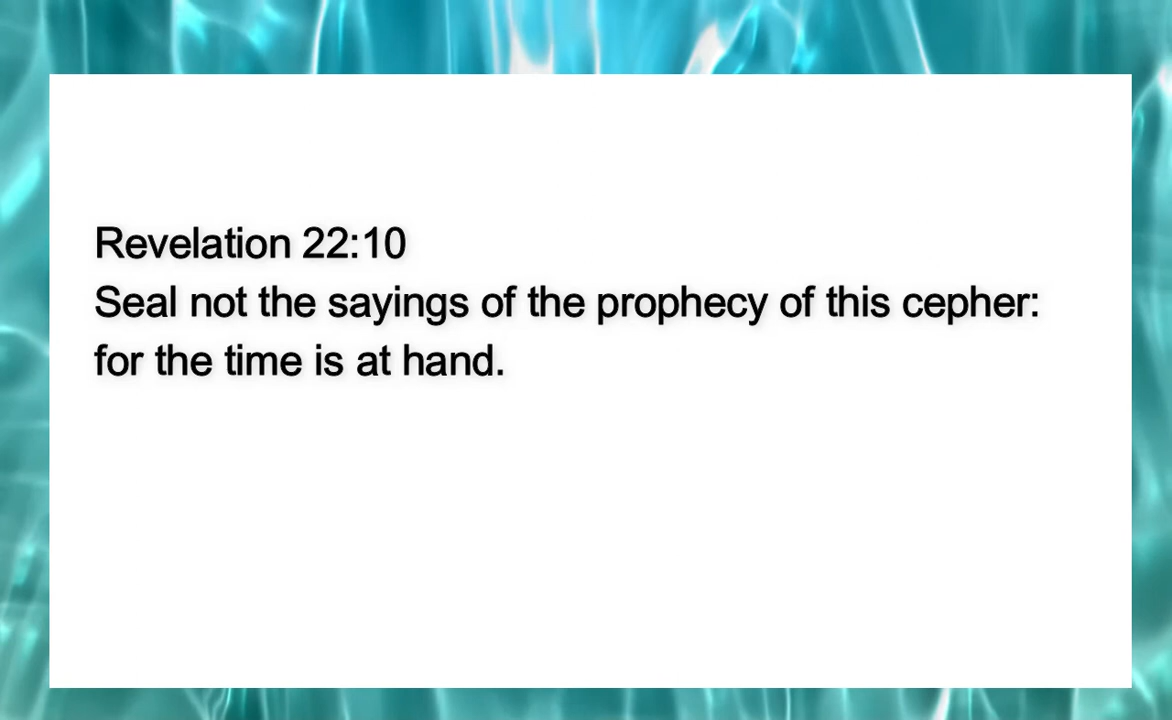 Revelation 22:10
Seal not the sayings of the prophecy of this cepher:
for the time is at hand.